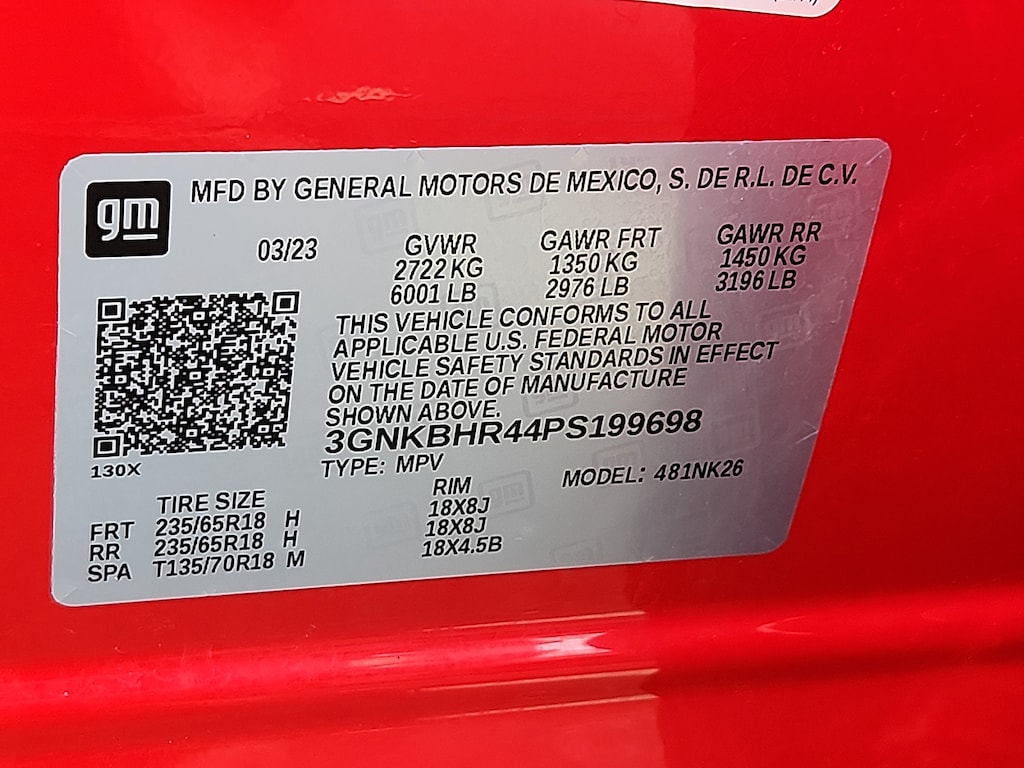 gm
MFD BY GENERAL MOTORS DE MEXICO, S. DE R.L. DE C.V.
03/23 GVWR GAWR FRT GAWR RR
2722 KG 1350 KG 1450 KG
6001 LB 2976 LB 3196 LB
THIS VEHICLE CONFORMS TO ALL
APPLICABLE U.S. FEDERAL MOTOR
VEHICLE SAFETY STANDARDS IN EFFECT
ON THE DATE OF MANUFACTURE
SHOWN ABOVE.
3GNKBHR44PS199698
130X
TYPE: MPV MODEL: 481NK26
TIRE SIZE RIM
FRT 235/65R18 H 18X8J
RR 235/65R18 H 18X8J
SPA T135/70R18 M 18X4.5B